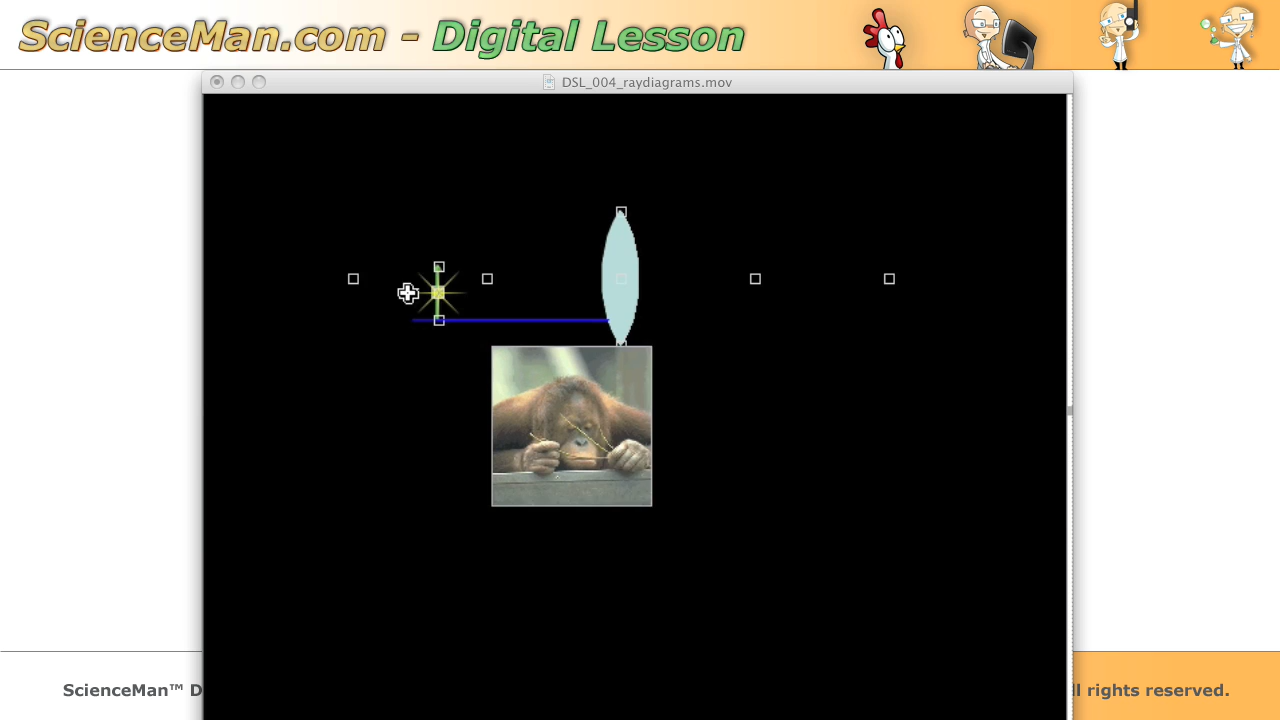 ScienceMan.com - Digital Lesson
DSL_004_raydiagrams.mov
ScienceMan™ D
ll rights reserved.